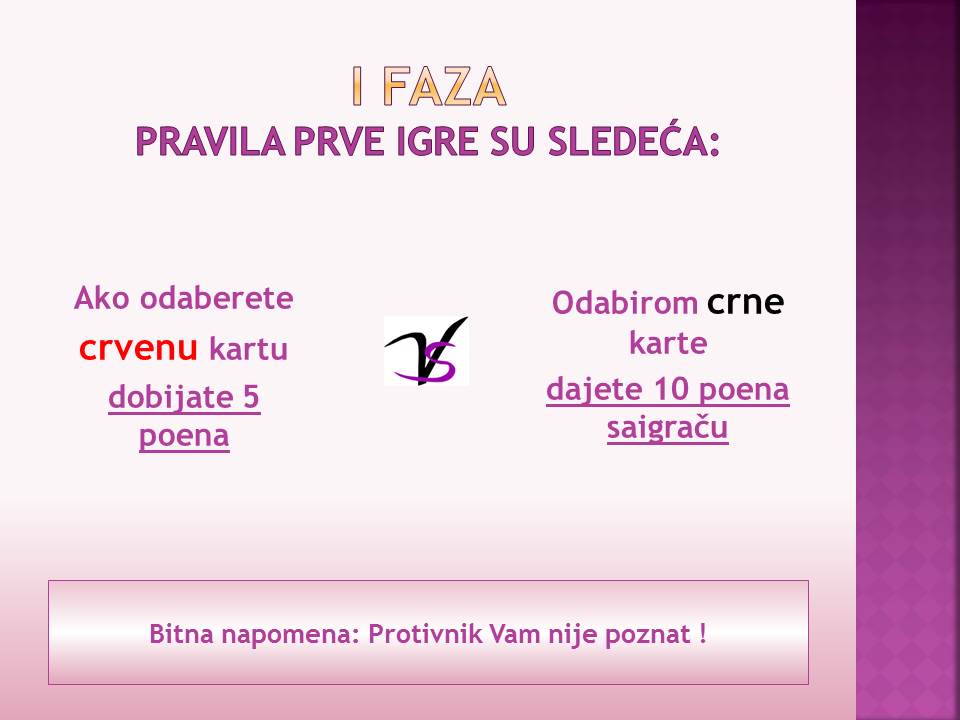 I FAZA
PRAVILA PRVE IGRE SU SLEDEĆA:
Ako odaberete
crvenu kartu
dobijate 5
poena
VS
Odabirom crne
karte
dajete 10 poena
saigraču
Bitna napomena: Protivnik Vam nije poznat !